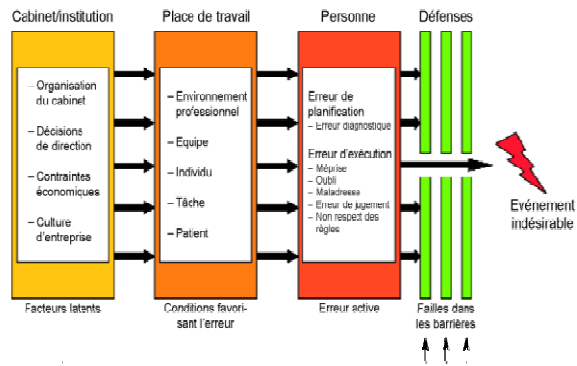 Cabinet/institution
Place de travail
Personne
Défenses
– Organisation
du cabinet
– Décisions
de direction
– Contraintes
économiques
– Culture
d'entreprise
– Environnement
professionnel
– Equipe
– Individu
– Tâche
– Patient
Erreur de
planification
– Erreur diagnostique
Erreur d'exécution
– Méprise
– Oubli
– Maladresse
– Erreur de jugement
– Non respect des
règles
Evénement
indésirable
Facteurs latents
Conditions favori-
sant l'erreur
Erreur active
Failles dans
les barrières